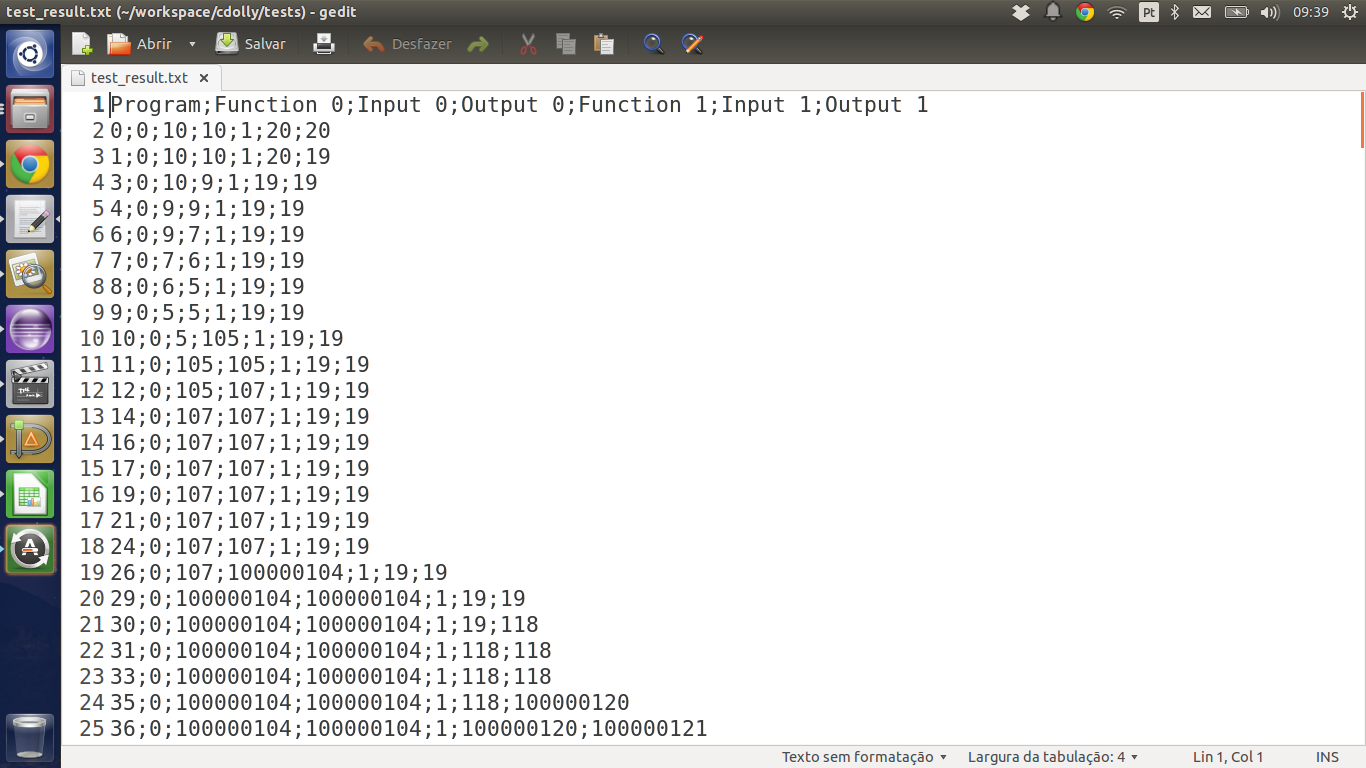 test_result.txt (~/workspace/cdolly/tests) - gedit
Pt
09:39
Abrir
Salvar
Desfazer
test_result.txt ×
1 Program;Function 0;Input 0;Output 0;Function 1;Input 1;Output 1
2 0;0;10;10;1;20;20
3 1;0;10;10;1;20;19
4 3;0;10;9;1;19;19
5 4;0;9;9;1;19;19
6 6;0;9;7;1;19;19
7 7;0;7;6;1;19;19
8 8;0;6;5;1;19;19
9 9;0;5;5;1;19;19
10 10;0;5;105;1;19;19
11 11;0;105;105;1;19;19
12 12;0;105;107;1;19;19
13 14;0;107;107;1;19;19
14 16;0;107;107;1;19;19
15 17;0;107;107;1;19;19
16 19;0;107;107;1;19;19
17 21;0;107;107;1;19;19
18 24;0;107;107;1;19;19
19 26;0;107;100000104;1;19;19
20 29;0;100000104;100000104;1;19;19
21 30;0;100000104;100000104;1;19;118
22 31;0;100000104;100000104;1;118;118
23 33;0;100000104;100000104;1;118;118
24 35;0;100000104;100000104;1;118;100000120
25 36;0;100000104;100000104;1;100000120;100000121
Texto sem formatação
Largura da tabulação: 4
Lin 1, Col 1
INS